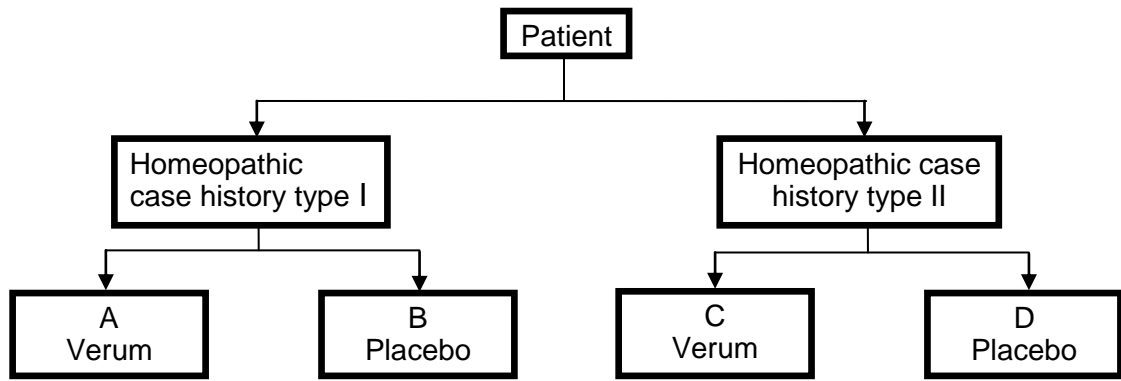 Patient
Homeopathic
case history type I
Homeopathic case
history type II
A
Verum
B
Placebo
C
Verum
D
Placebo